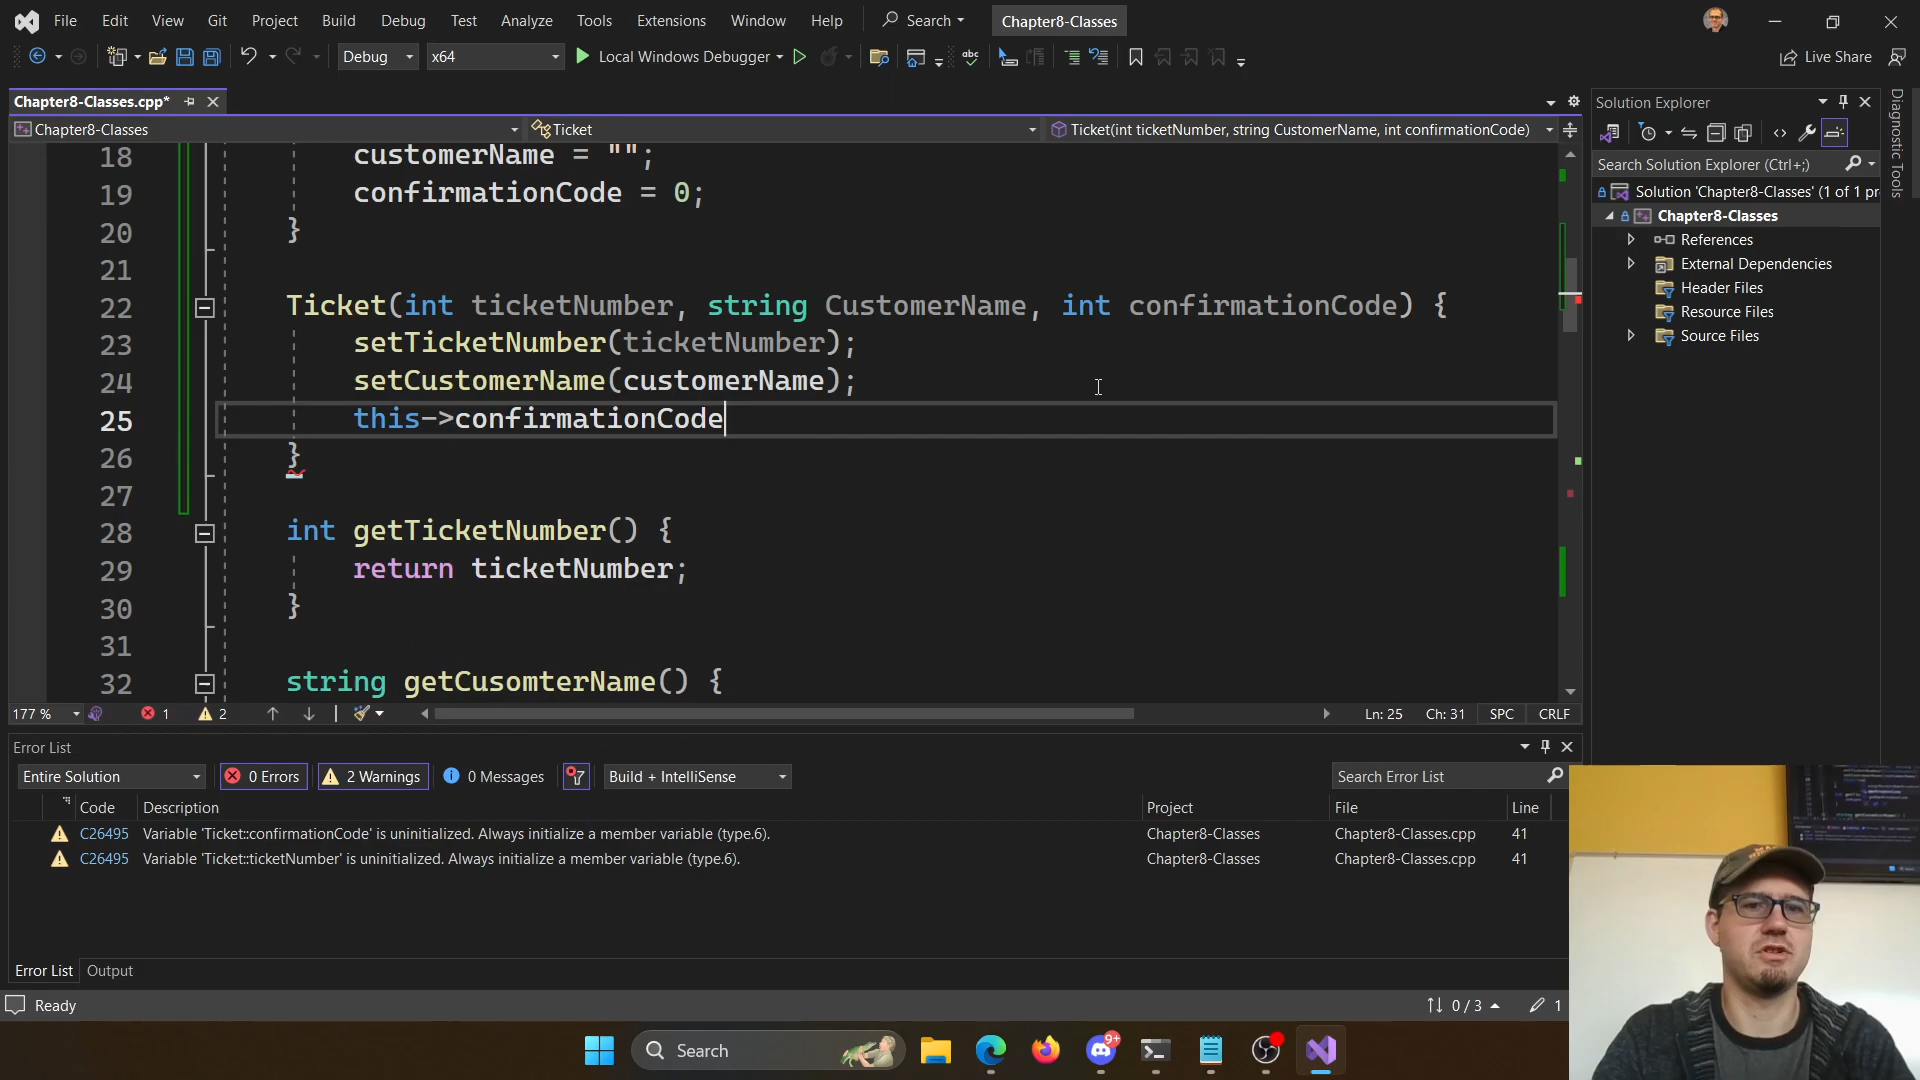 File Edit View Git Project Build Debug Test Analyze Tools Extensions Window Help Search Chapter8-Classes
Debug x64 Local Windows Debugger Live Share
Chapter8-Classes.cpp*
Chapter8-Classes Ticket Ticket(int ticketNumber, string CustomerName, int confirmationCode)
18 customerName = "";
19 confirmationCode = 0;
20 }
21
22 Ticket(int ticketNumber, string CustomerName, int confirmationCode) {
23 setTicketNumber(ticketNumber);
24 setCustomerName(customerName);
25 this->confirmationCode
26 }
27
28 int getTicketNumber() {
29 return ticketNumber;
30 }
31
32 string getCusomterName() {
177 % 1 2 Ln: 25 Ch: 31 SPC CRLF
Solution Explorer
Search Solution Explorer (Ctrl+;)
Solution 'Chapter8-Classes' (1 of 1 pr
Chapter8-Classes
References
External Dependencies
Header Files
Resource Files
Source Files
Diagnostic Tools
Error List
Entire Solution 0 Errors 2 Warnings 0 Messages Build + IntelliSense Search Error List
Code Description Project File Line
C26495 Variable 'Ticket::confirmationCode' is uninitialized. Always initialize a member variable (type.6). Chapter8-Classes Chapter8-Classes.cpp 41
C26495 Variable 'Ticket::ticketNumber' is uninitialized. Always initialize a member variable (type.6). Chapter8-Classes Chapter8-Classes.cpp 41
Error List Output
Ready 0 / 3 1
Search 9+